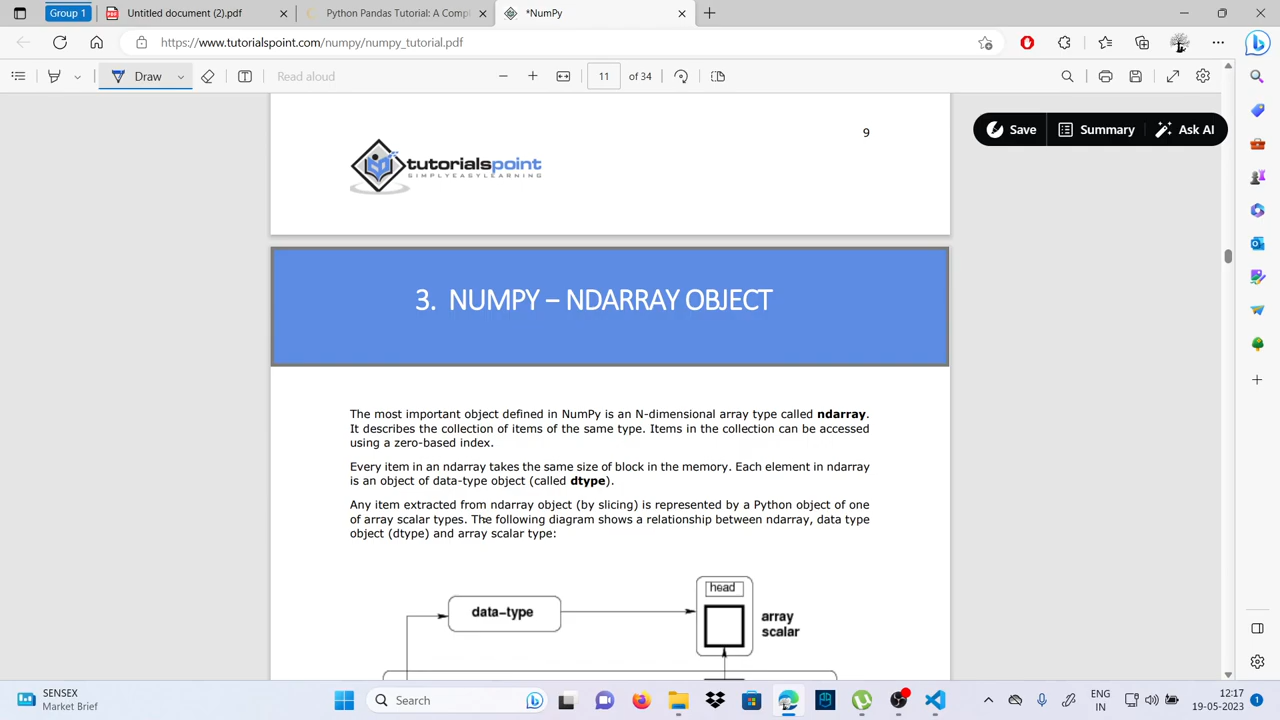 Group 1
Untitled document (2).pdf
Python Pandas Tutorial: A Compl
*NumPy
https://www.tutorialspoint.com/numpy/numpy_tutorial.pdf
Draw
Read aloud
11 of 34
9
Save
Summary
Ask AI
tutorialspoint
SIMPLYEASYLEARNING
3. NUMPY – NDARRAY OBJECT
The most important object defined in NumPy is an N-dimensional array type called ndarray.
It describes the collection of items of the same type. Items in the collection can be accessed
using a zero-based index.
Every item in an ndarray takes the same size of block in the memory. Each element in ndarray
is an object of data-type object (called dtype).
Any item extracted from ndarray object (by slicing) is represented by a Python object of one
of array scalar types. The following diagram shows a relationship between ndarray, data type
object (dtype) and array scalar type:
head
data-type
array
scalar
SENSEX
Market Brief
Search
ENG
IN
12:17
19-05-2023
1